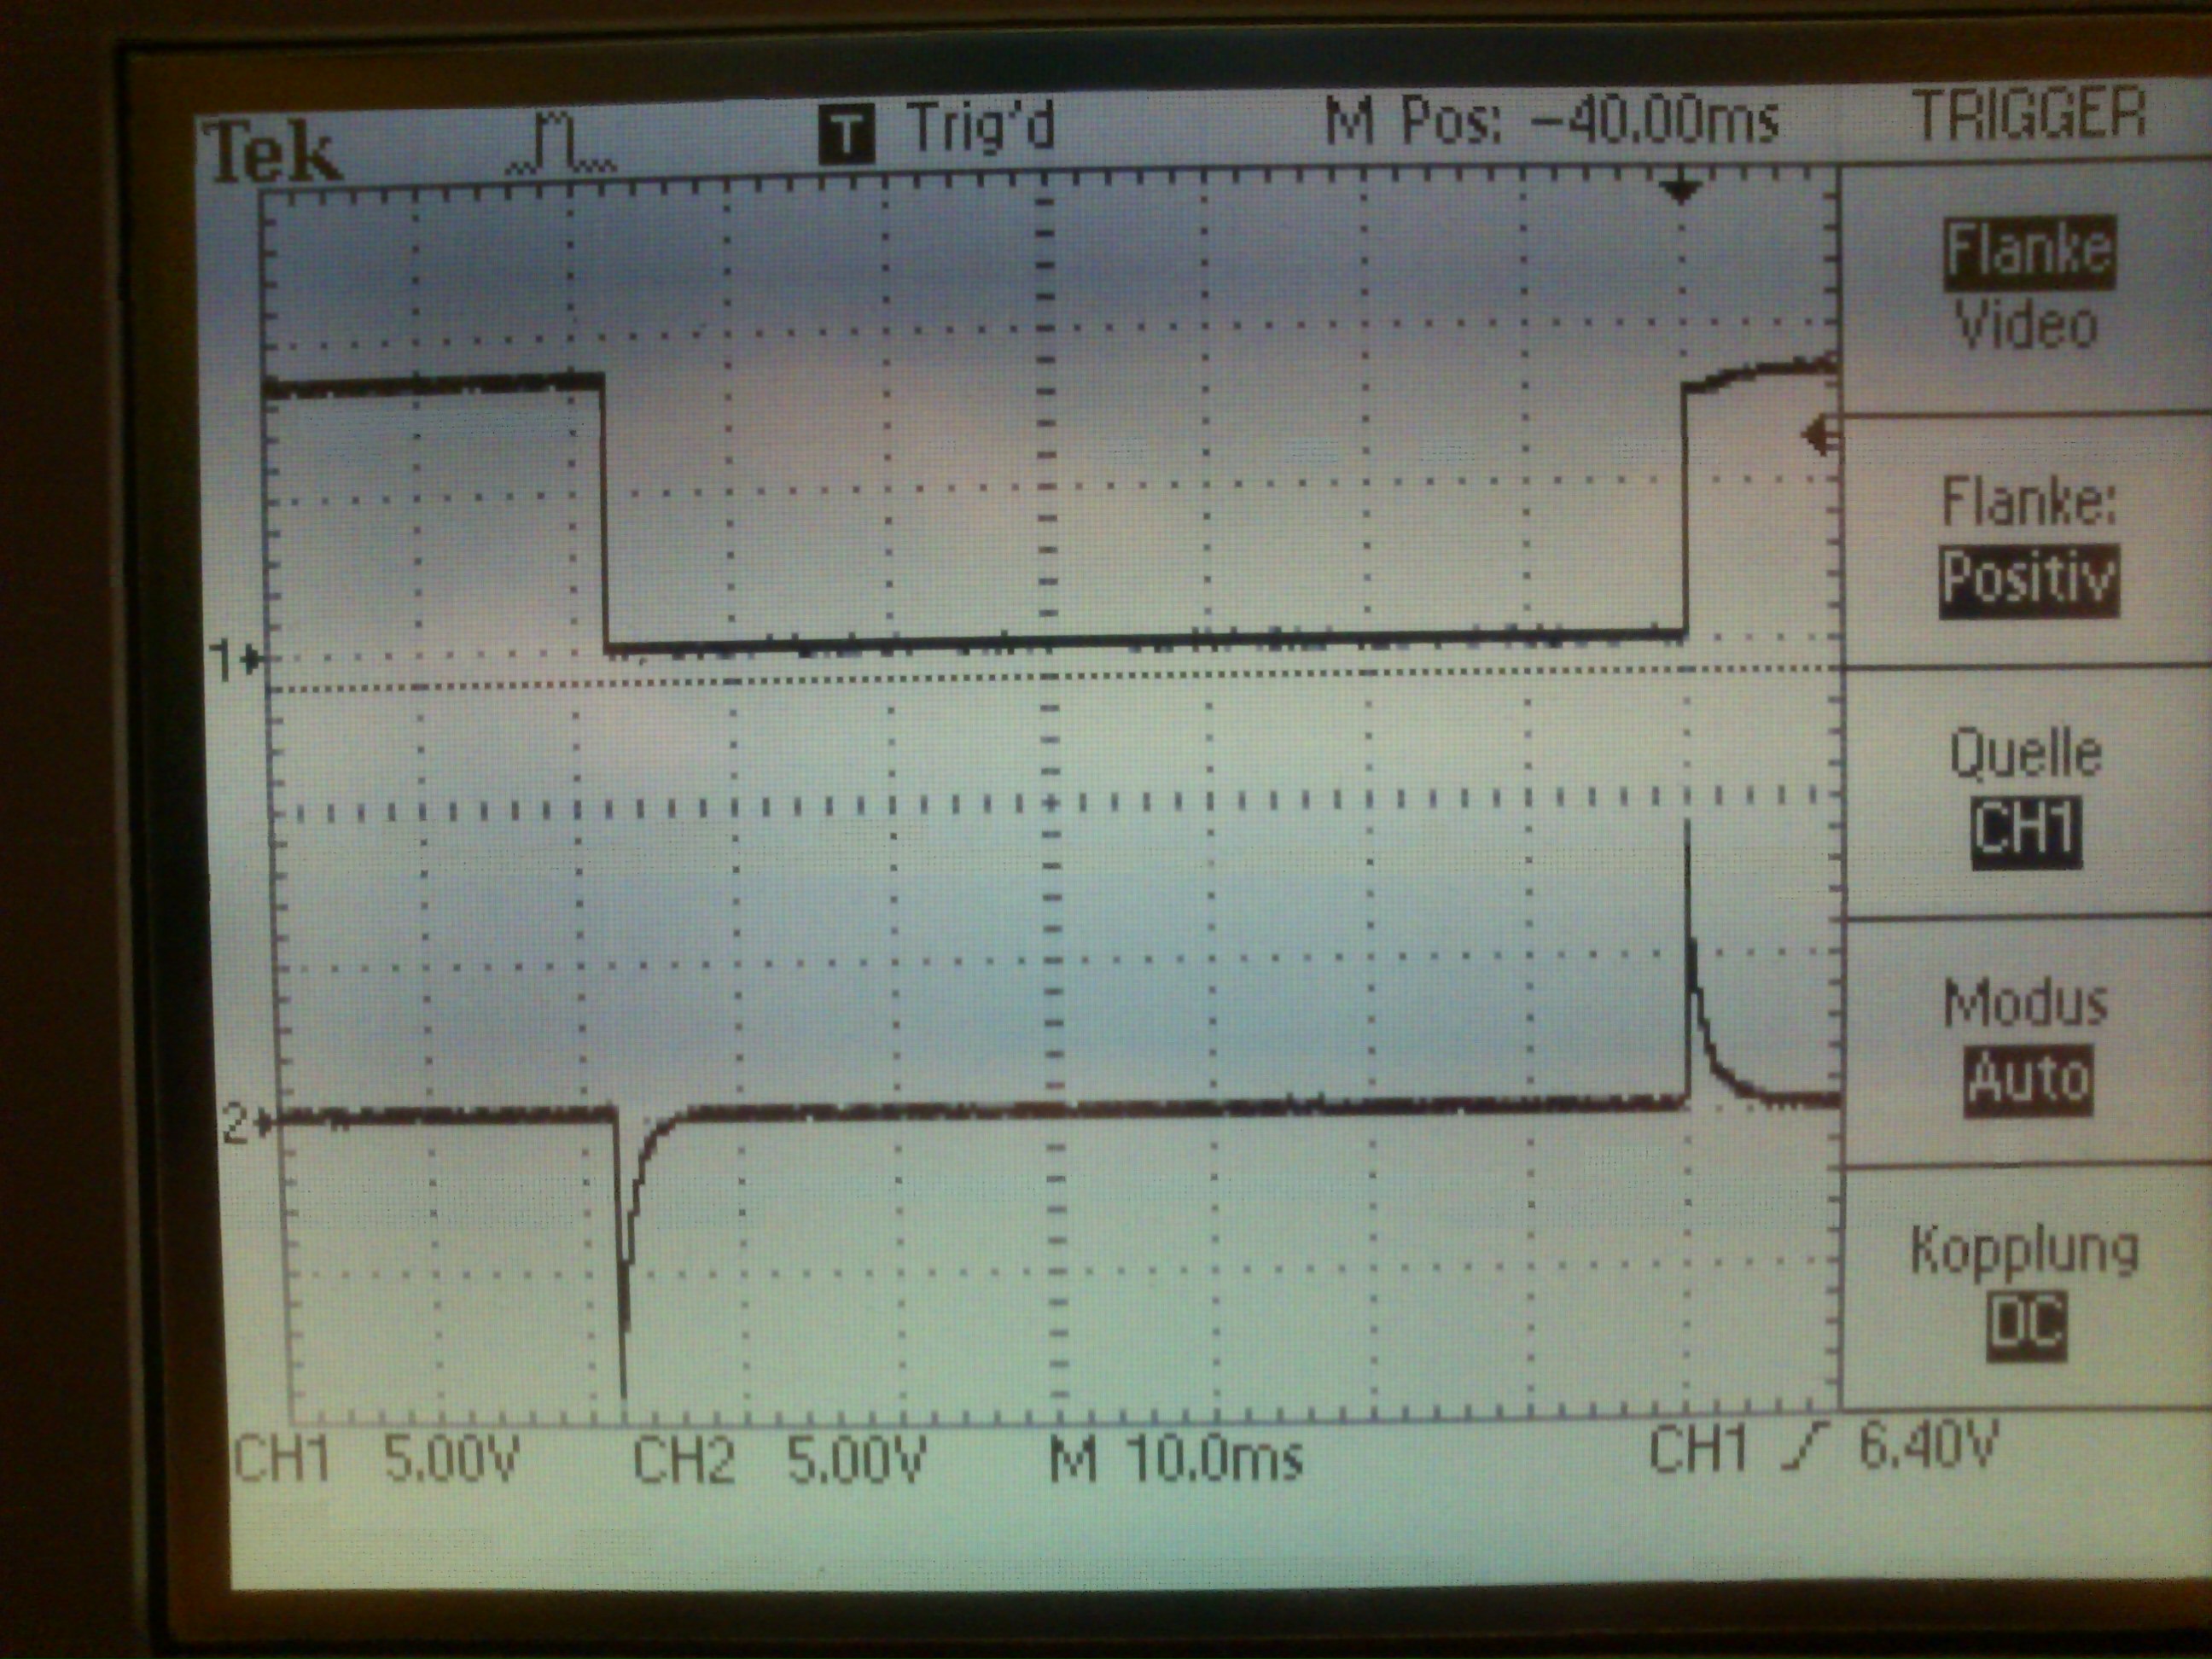 Tek T Trig'd M Pos: -40.00ms TRIGGER
Flanke
Video
Flanke:
Positiv
1
Quelle
CH1
Modus
Auto
2
Kopplung
DC
CH1 5.00V CH2 5.00V M 10.0ms CH1 6.40V